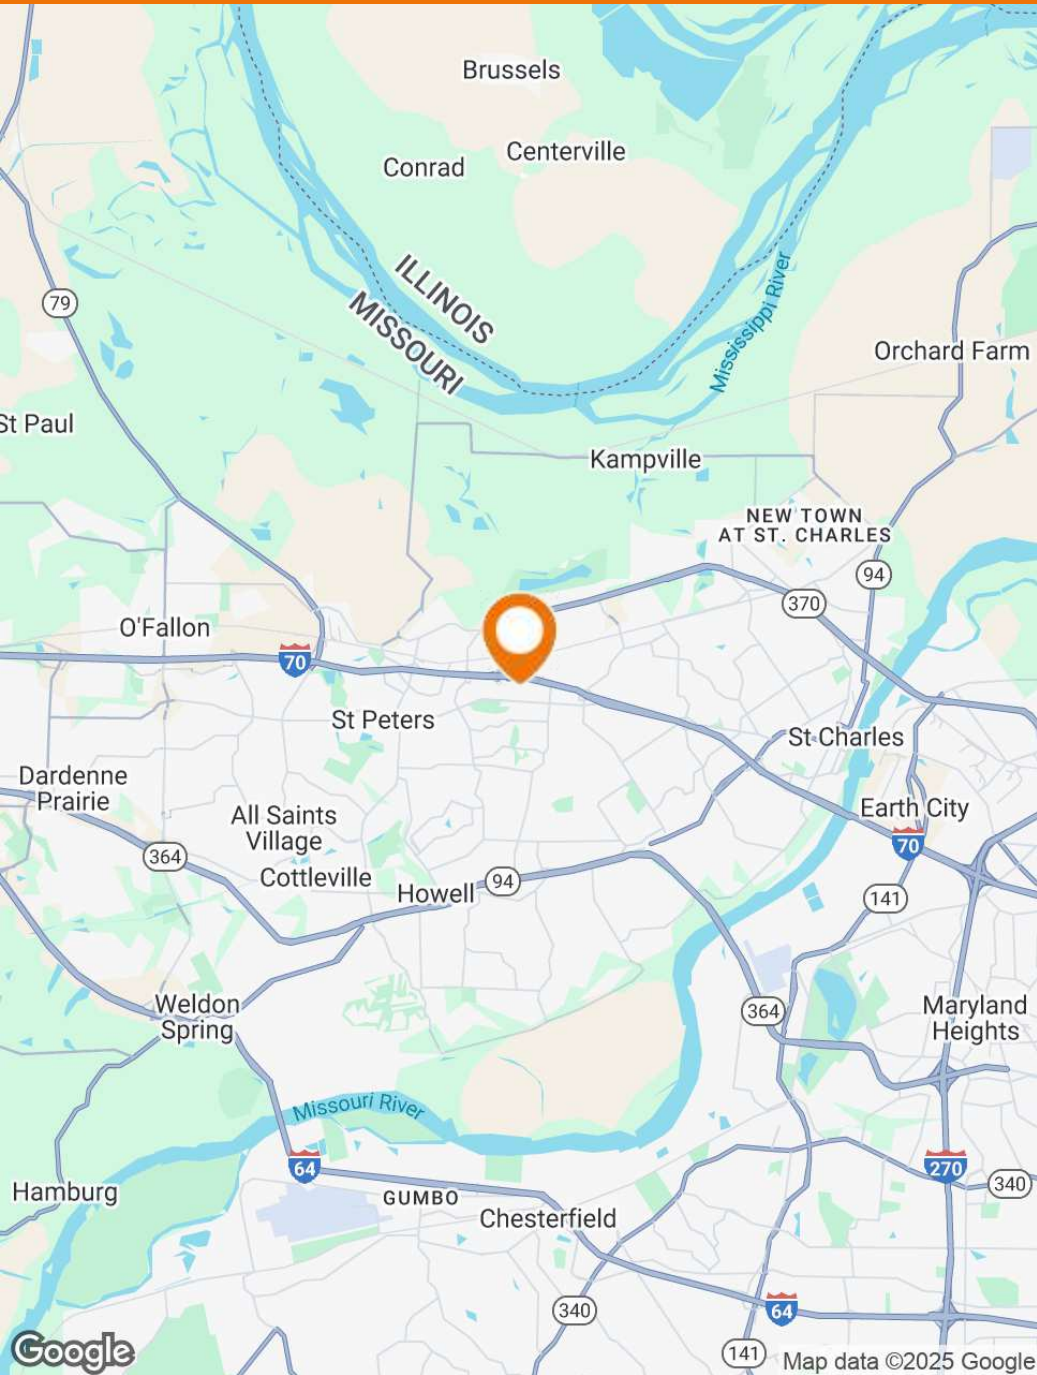 Brussels
Centerville
Conrad
ILLINOIS
MISSOURI
Mississippi River
79
Orchard Farm
St Paul
Kampville
NEW TOWN
AT ST. CHARLES
94
370
O'Fallon
70
St Peters
St Charles
Dardenne
Prairie
All Saints
Village
Earth City
70
364
Cottleville
Howell
94
141
Weldon
Spring
364
Maryland
Heights
Missouri River
64
270
340
Hamburg
GUMBO
Chesterfield
340
64
141
Google
Map data ©2025 Google